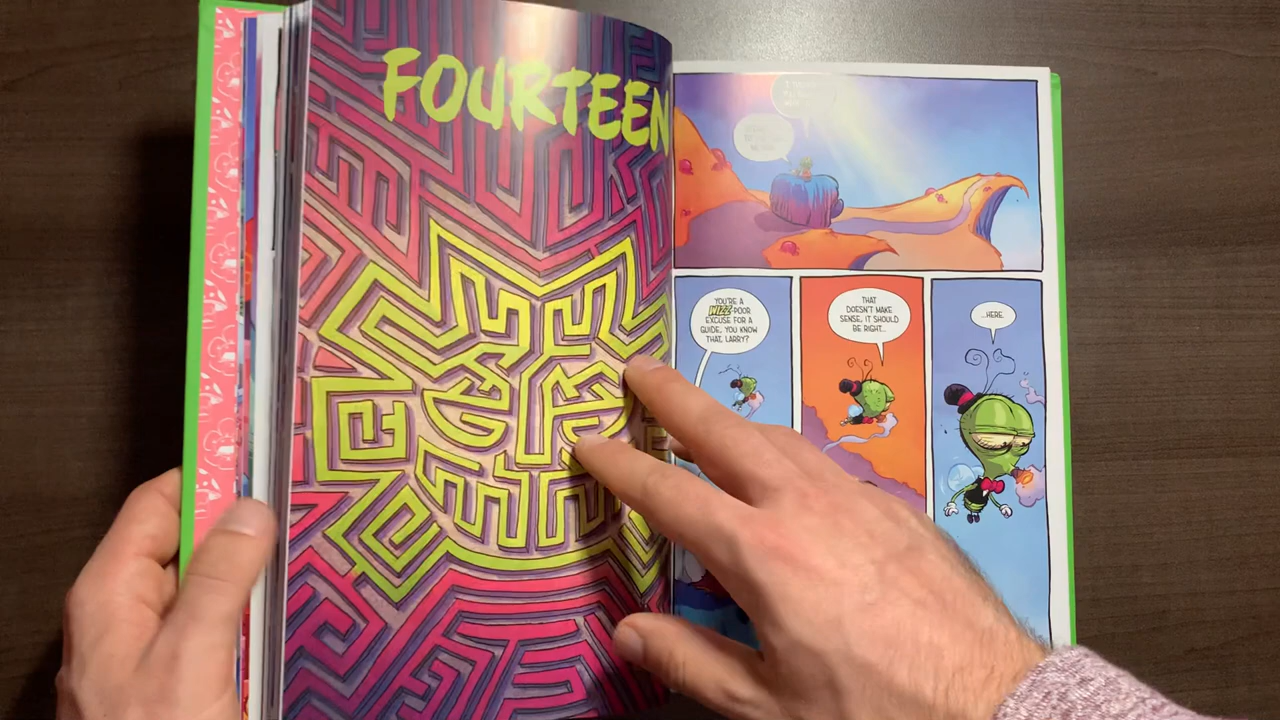 FOURTEEN
YOU'RE A
WIZZ-POOR
EXCUSE FOR A
GUIDE, YOU KNOW
THAT, LARRY?
THAT
DOESN'T MAKE
SENSE, IT SHOULD
BE RIGHT...
...HERE.